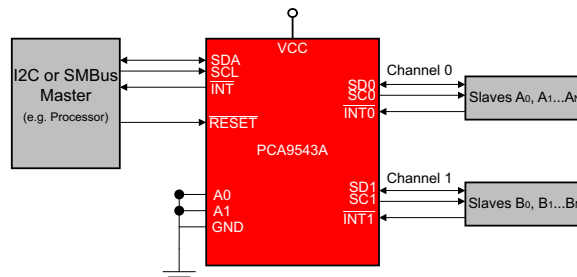 I2C or SMBus
Master
(e.g. Processor)
VCC
SDA
SCL
INT
RESET
PCA9543A
A0
A1
GND
SD0
SC0
INT0
SD1
SC1
INT1
Channel 0
Slaves A0, A1...AN
Channel 1
Slaves B0, B1...BN